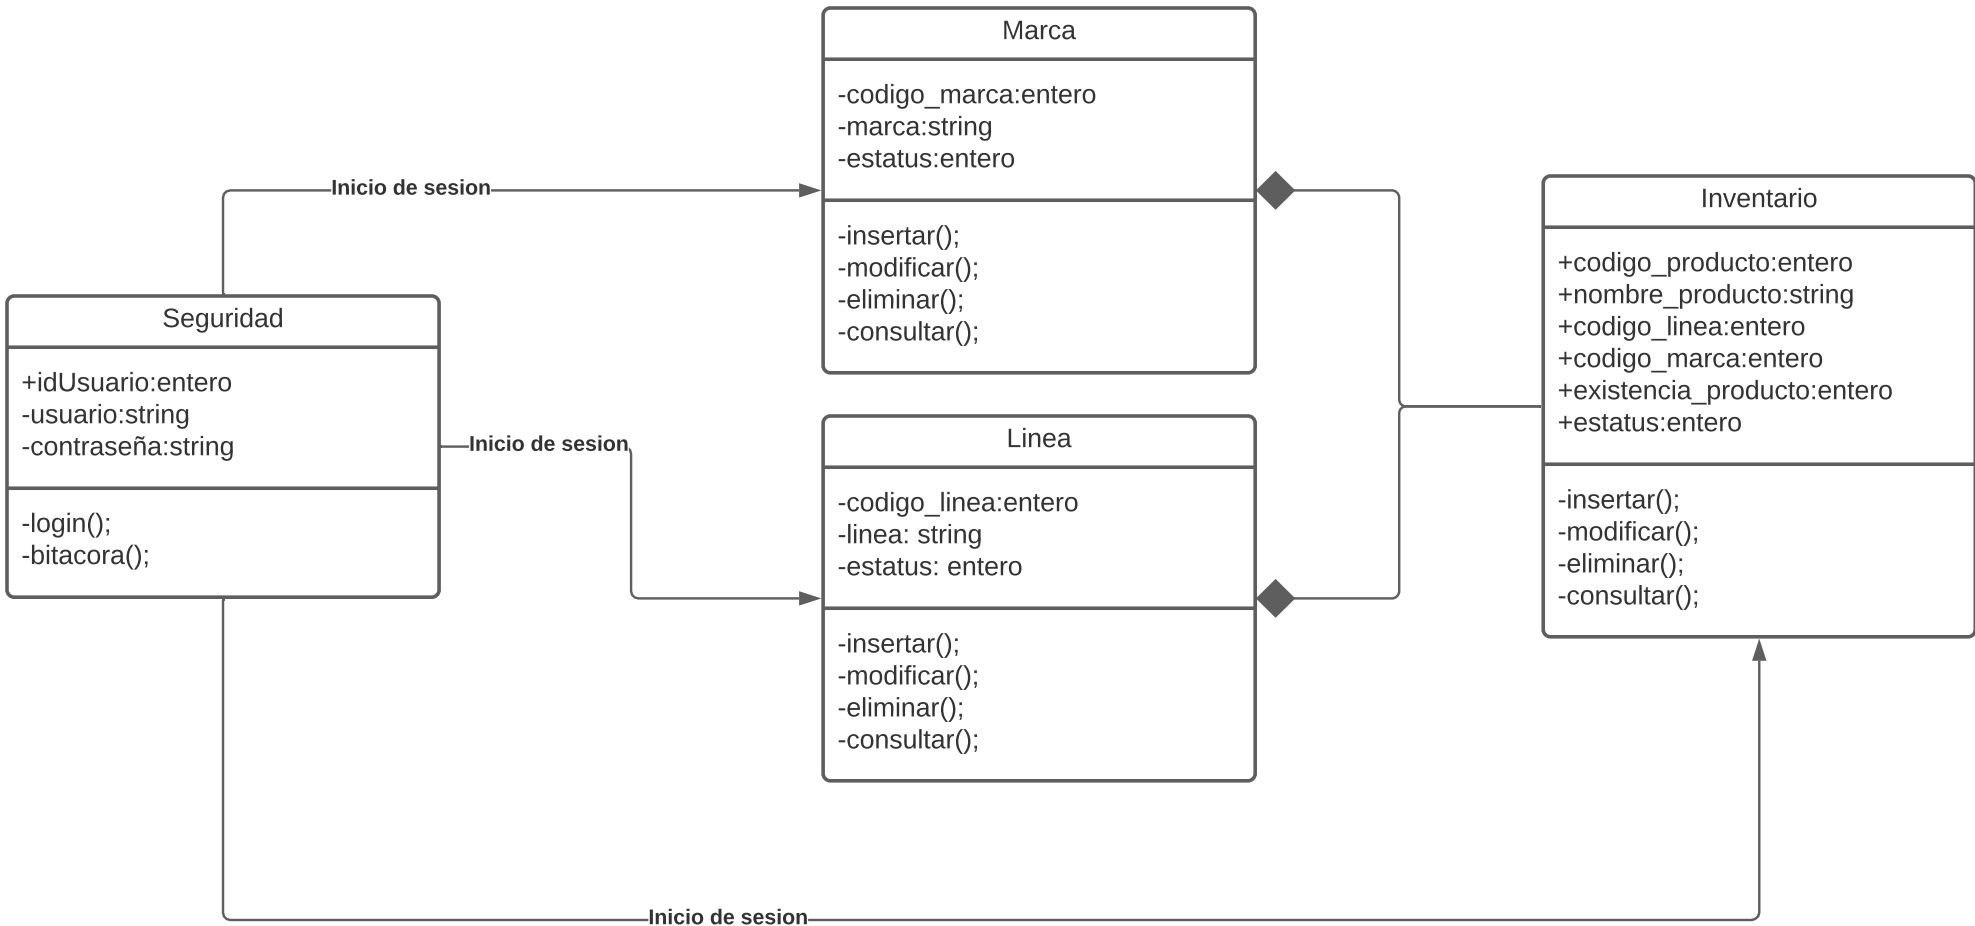 Marca
-codigo_marca:entero
-marca:string
-estatus:entero
-insertar();
-modificar();
-eliminar();
-consultar();
Inicio de sesion
Seguridad
+idUsuario:entero
-usuario:string
-contraseña:string
-login();
-bitacora();
Inicio de sesion
Linea
-codigo_linea:entero
-linea: string
-estatus: entero
-insertar();
-modificar();
-eliminar();
-consultar();
Inventario
+codigo_producto:entero
+nombre_producto:string
+codigo_linea:entero
+codigo_marca:entero
+existencia_producto:entero
+estatus:entero
-insertar();
-modificar();
-eliminar();
-consultar();
Inicio de sesion